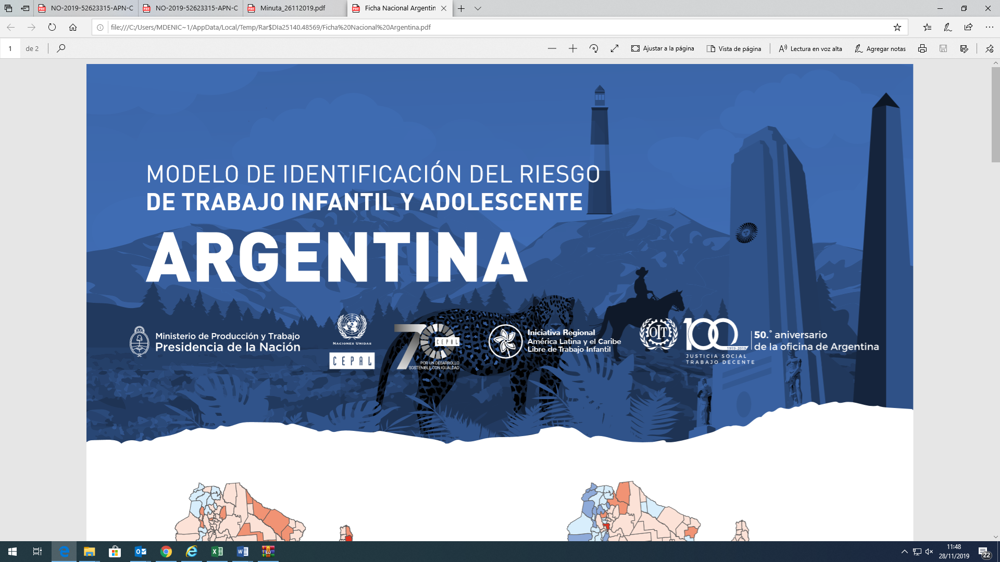 NO-2019-52623315-APN-C
NO-2019-52623315-APN-C
Minuta_26112019.pdf
Ficha Nacional Argentin
file:///C:/Users/MDENIC~1/AppData/Local/Temp/Rar$DIa25140.48569/Ficha%20Nacional%20Argentina.pdf
1 de 2
Ajustar a la página
Vista de página
Lectura en voz alta
Agregar notas
MODELO DE IDENTIFICACIÓN DEL RIESGO
DE TRABAJO INFANTIL Y ADOLESCENTE
ARGENTINA
Ministerio de Producción y Trabajo
Presidencia de la Nación
NACIONES UNIDAS
CEPAL
70
CEPAL
POR UN DESARROLLO
SOSTENIBLE CON IGUALDAD
Iniciativa Regional
América Latina y el Caribe
Libre de Trabajo Infantil
OIT
100
1919-2019
JUSTICIA SOCIAL
TRABAJO DECENTE
50.° aniversario
de la oficina de Argentina
11:48
28/11/2019
22